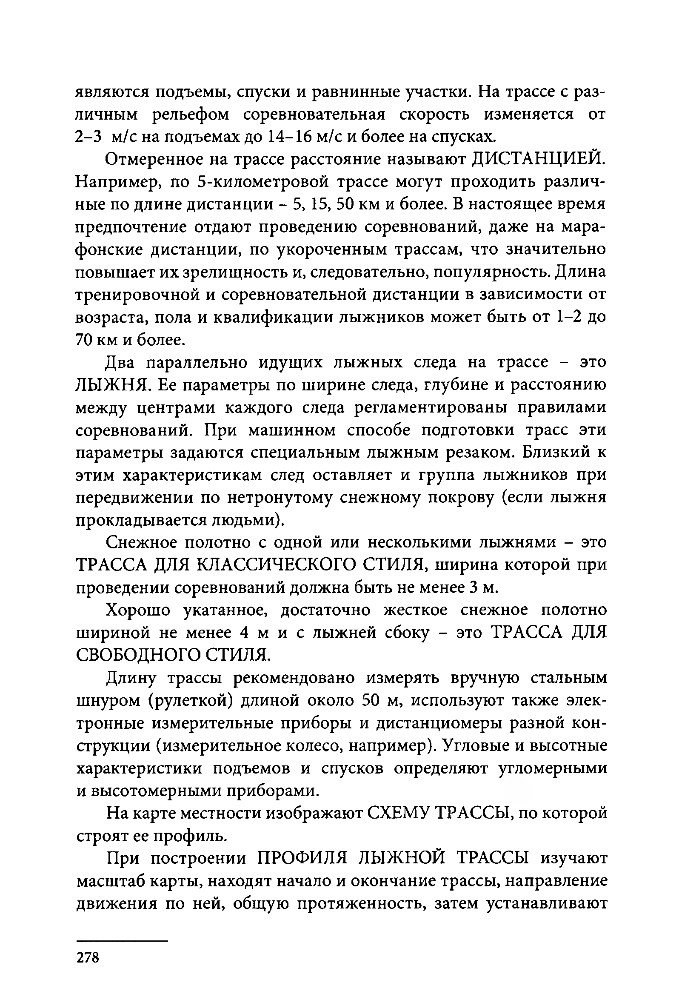 являются подъемы, спуски и равнинные участки. На трассе с раз-
личным рельефом соревновательная скорость изменяется от
2–3 м/с на подъемах до 14–16 м/с и более на спусках.
Отмеренное на трассе расстояние называют ДИСТАНЦИЕЙ.
Например, по 5-километровой трассе могут проходить различ-
ные по длине дистанции – 5, 15, 50 км и более. В настоящее время
предпочтение отдают проведению соревнований, даже на мара-
фонские дистанции, по укороченным трассам, что значительно
повышает их зрелищность и, следовательно, популярность. Длина
тренировочной и соревновательной дистанции в зависимости от
возраста, пола и квалификации лыжников может быть от 1–2 до
70 км и более.
Два параллельно идущих лыжных следа на трассе – это
ЛЫЖНЯ. Ее параметры по ширине следа, глубине и расстоянию
между центрами каждого следа регламентированы правилами
соревнований. При машинном способе подготовки трасс эти
параметры задаются специальным лыжным резаком. Близкий к
этим характеристикам след оставляет и группа лыжников при
передвижении по нетронутому снежному покрову (если лыжня
прокладывается людьми).
Снежное полотно с одной или несколькими лыжнями – это
ТРАССА ДЛЯ КЛАССИЧЕСКОГО СТИЛЯ, ширина которой при
проведении соревнований должна быть не менее 3 м.
Хорошо укатанное, достаточно жесткое снежное полотно
шириной не менее 4 м и с лыжней сбоку – это ТРАССА ДЛЯ
СВОБОДНОГО СТИЛЯ.
Длину трассы рекомендовано измерять вручную стальным
шнуром (рулеткой) длиной около 50 м, используют также элек-
тронные измерительные приборы и дистанциомеры разной кон-
струкции (измерительное колесо, например). Угловые и высотные
характеристики подъемов и спусков определяют угломерными
и высотомерными приборами.
На карте местности изображают СХЕМУ ТРАССЫ, по которой
строят ее профиль.
При построении ПРОФИЛЯ ЛЫЖНОЙ ТРАССЫ изучают
масштаб карты, находят начало и окончание трассы, направление
движения по ней, общую протяженность, затем устанавливают
278